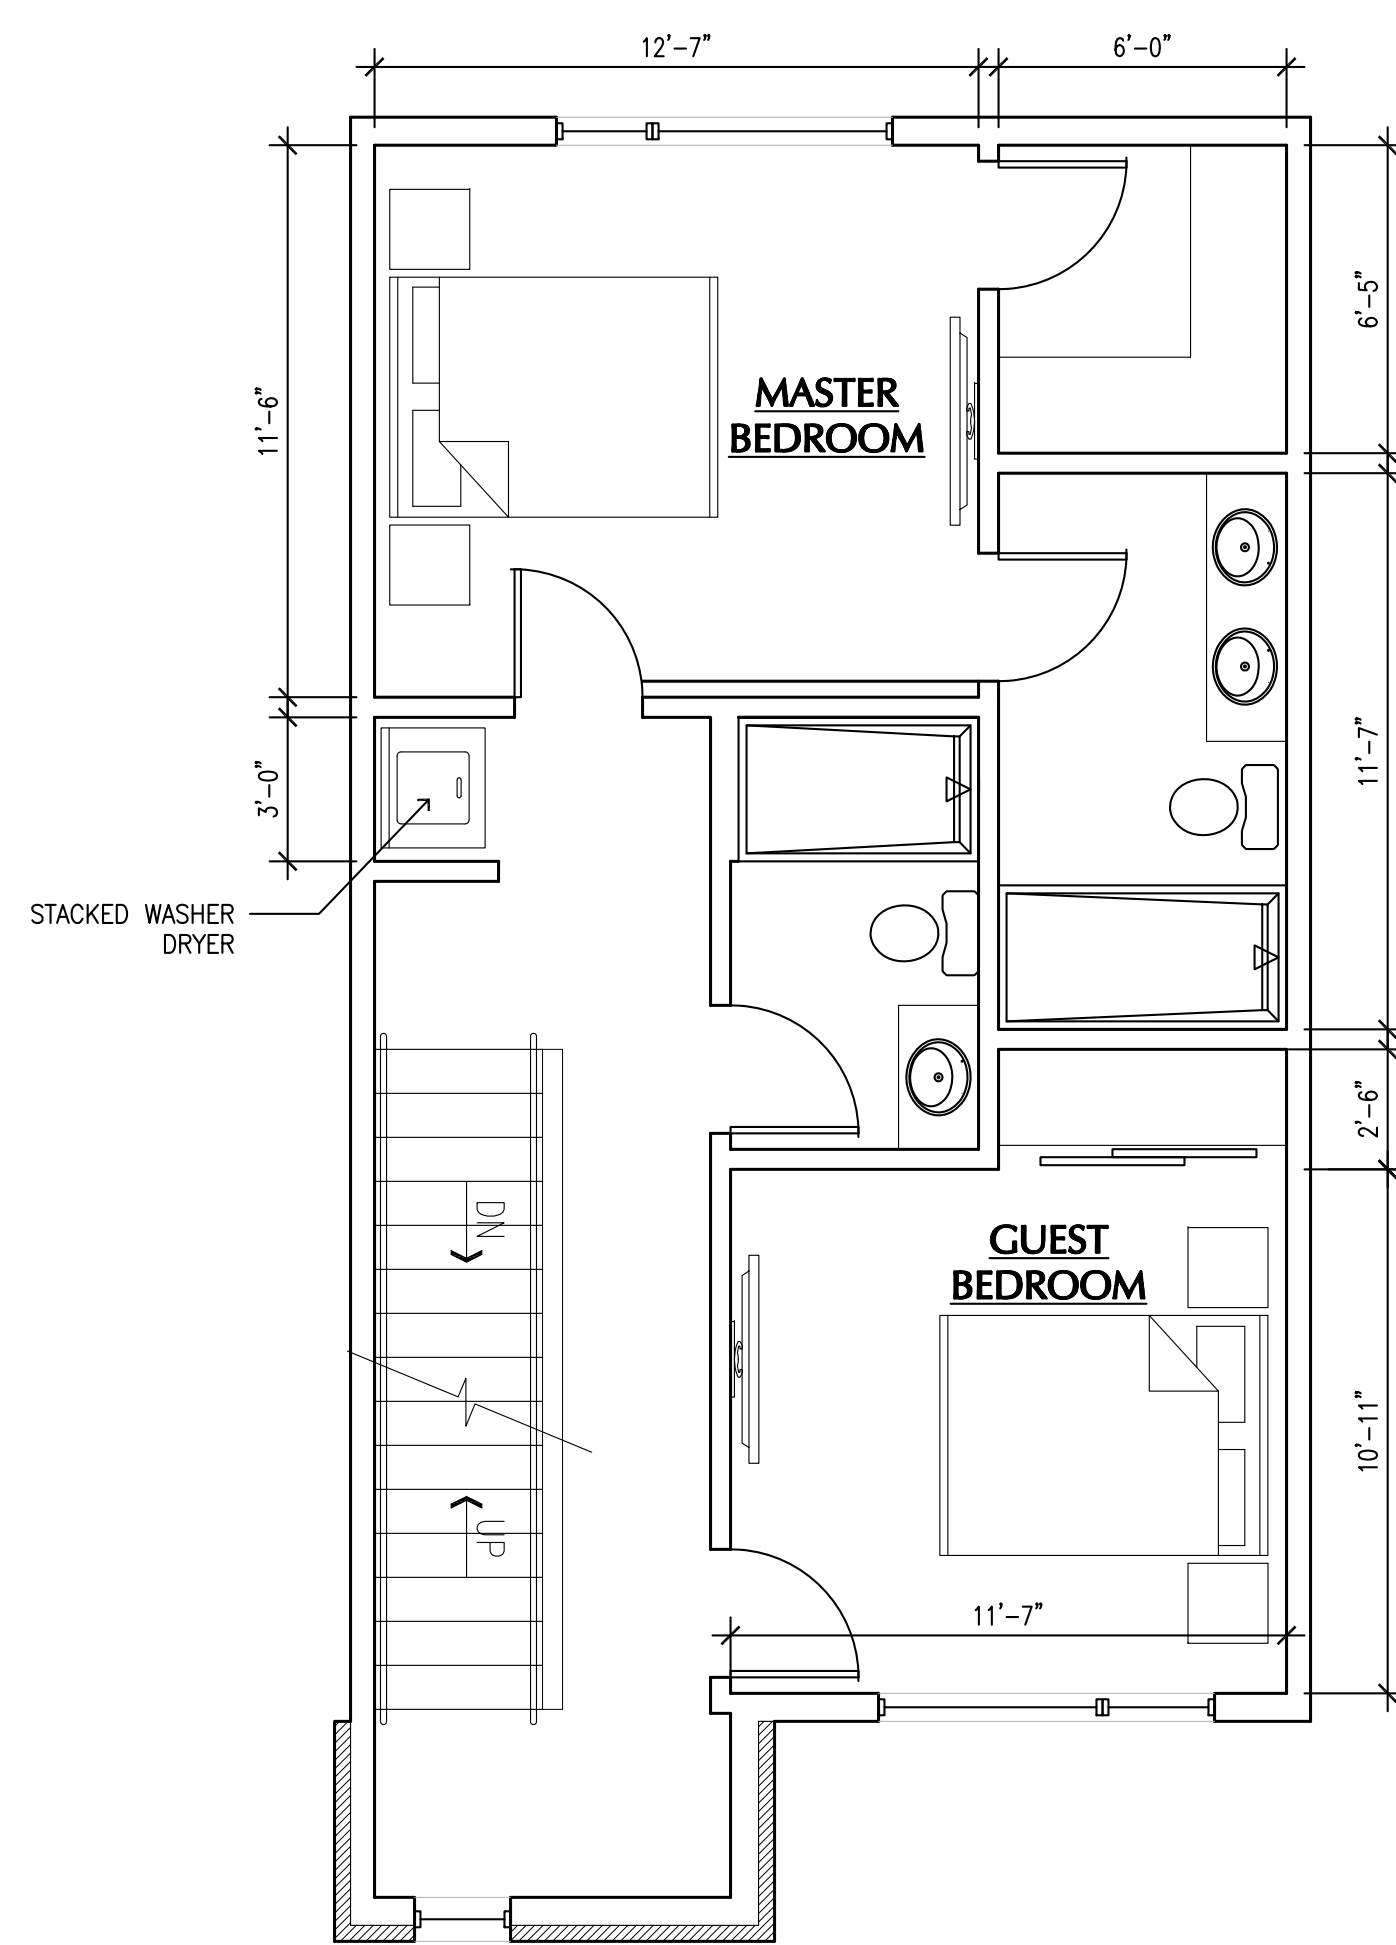 12'-7"
6'-0"
6'-5"
11'-6"
MASTER
BEDROOM
11'-7"
3'-0"
STACKED WASHER
DRYER
2'-6"
DN
GUEST
BEDROOM
10'-11"
UP
11'-7"